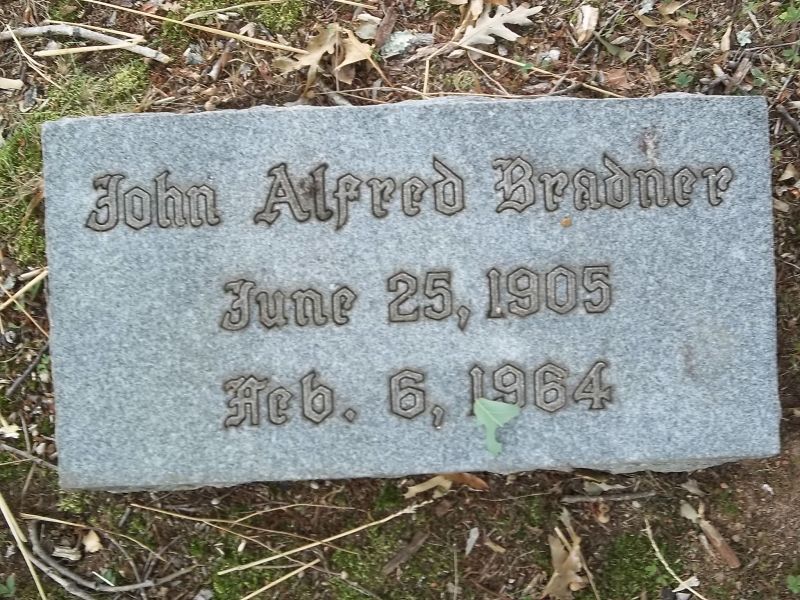 John Alfred Bradner
June 25, 1905
Feb. 6, 1964